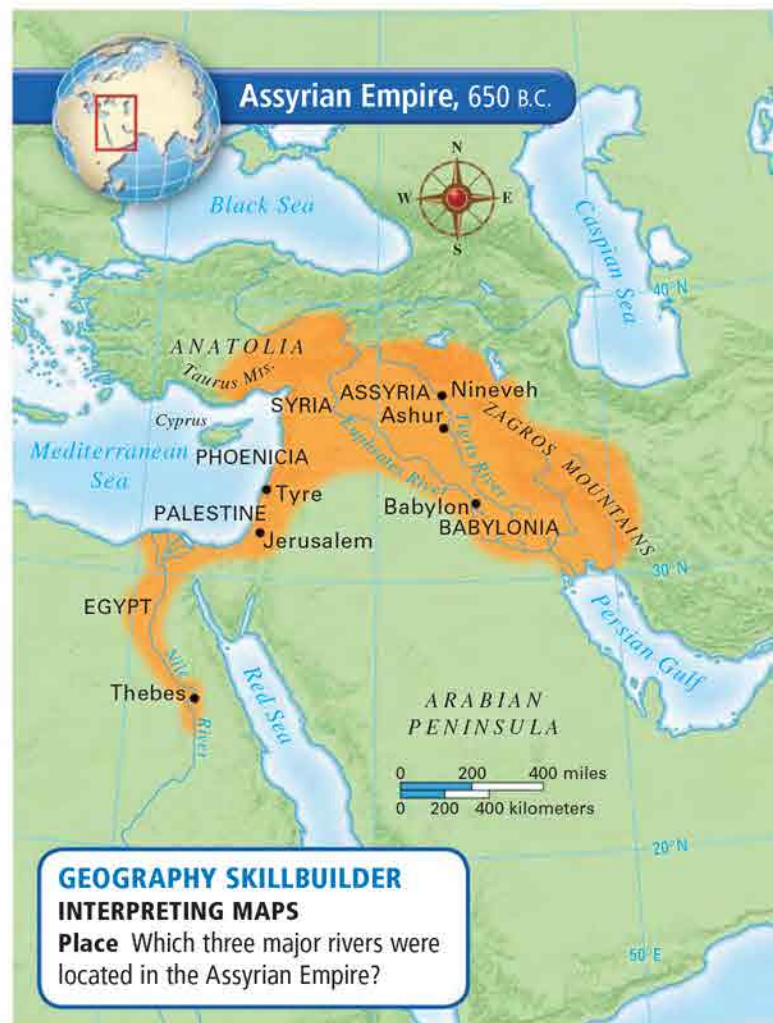 Assyrian Empire, 650 B.C.
N
W
E
S
Black Sea
Caspian Sea
40°N
ANATOLIA
Taurus Mts.
ASSYRIA
Nineveh
SYRIA
Ashur
ZAGROS MOUNTAINS
Cyprus
Tigris River
Euphrates River
Mediterranean
Sea
PHOENICIA
Tyre
Babylon
PALESTINE
BABYLONIA
Jerusalem
30°N
EGYPT
Persian Gulf
Nile River
Red Sea
Thebes
ARABIAN
PENINSULA
0 200 400 miles
0 200 400 kilometers
20°N
50°E
GEOGRAPHY SKILLBUILDER
INTERPRETING MAPS
Place Which three major rivers were
located in the Assyrian Empire?